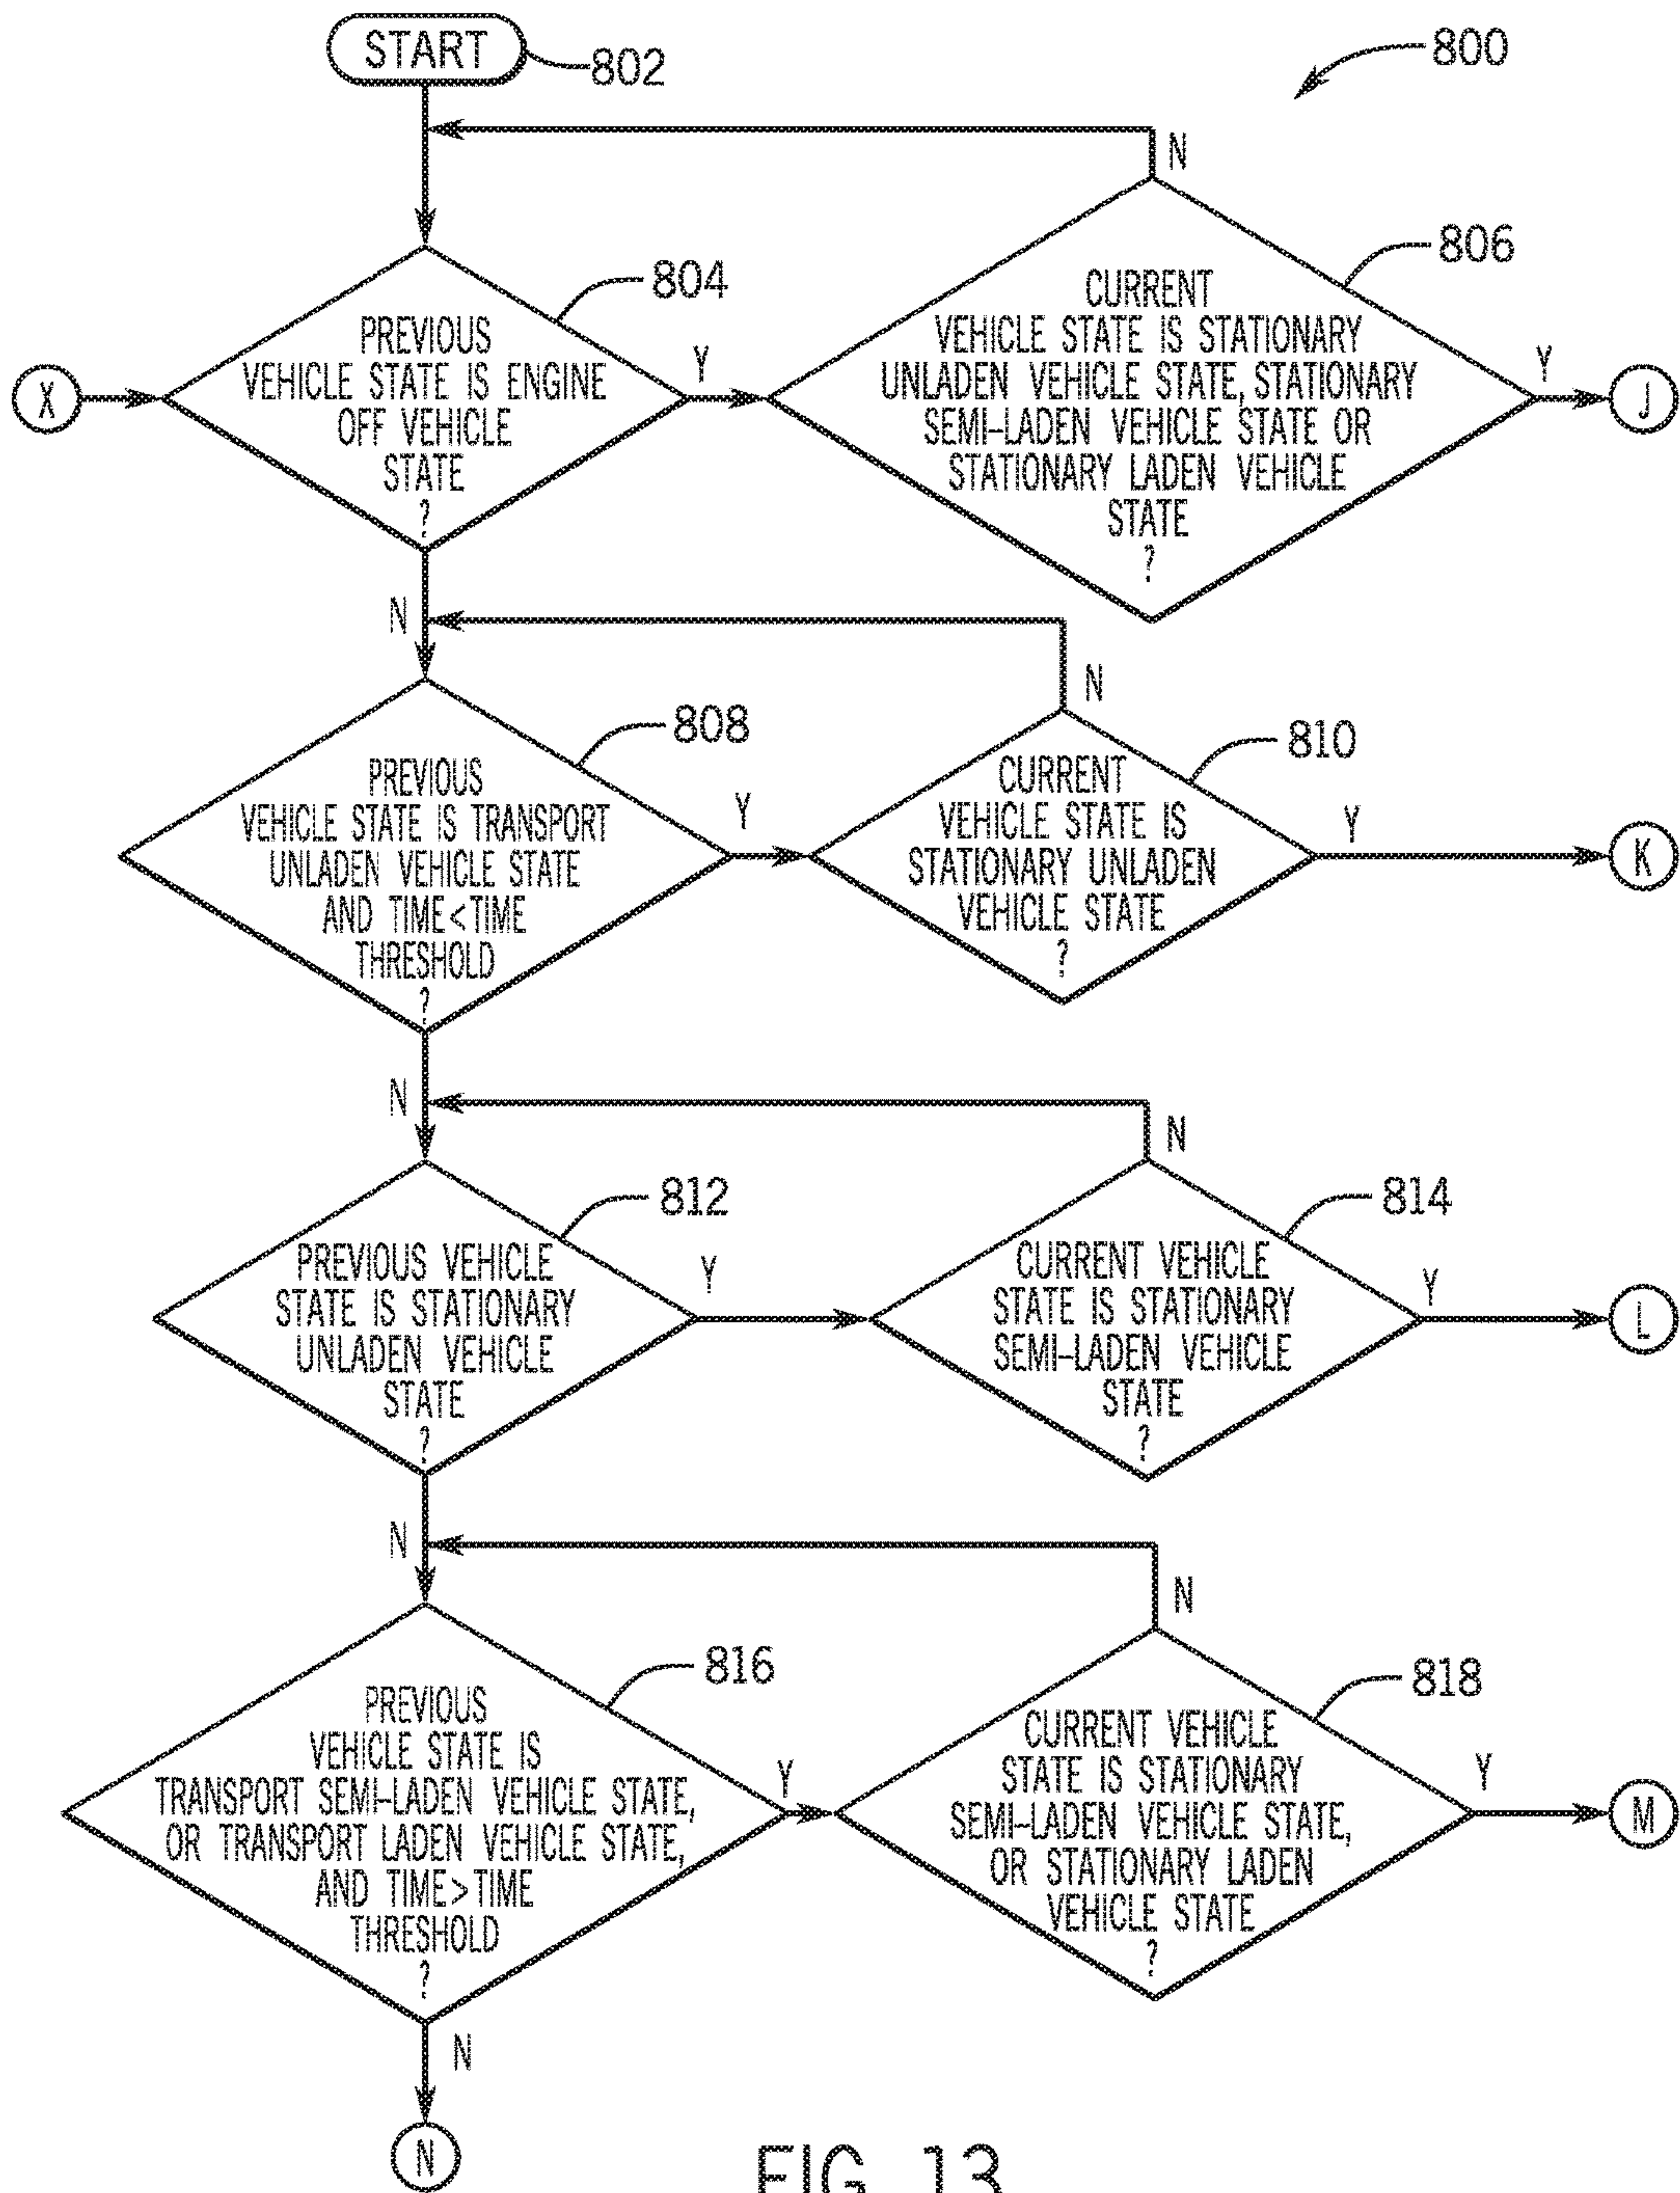 START
802
800
N
804
806
PREVIOUS
VEHICLE STATE IS ENGINE
OFF VEHICLE
STATE
?
Y
CURRENT
VEHICLE STATE IS STATIONARY
UNLADEN VEHICLE STATE, STATIONARY
SEMI-LADEN VEHICLE STATE OR
STATIONARY LADEN VEHICLE
STATE
?
Y
X
J
N
N
808
810
PREVIOUS
VEHICLE STATE IS TRANSPORT
UNLADEN VEHICLE STATE
AND TIME<TIME
THRESHOLD
?
Y
CURRENT
VEHICLE STATE IS
STATIONARY UNLADEN
VEHICLE STATE
?
Y
K
N
N
812
814
PREVIOUS VEHICLE
STATE IS STATIONARY
UNLADEN VEHICLE
STATE
?
Y
CURRENT VEHICLE
STATE IS STATIONARY
SEMI-LADEN VEHICLE
STATE
?
Y
L
N
N
816
818
PREVIOUS
VEHICLE STATE IS
TRANSPORT SEMI-LADEN VEHICLE STATE,
OR TRANSPORT LADEN VEHICLE STATE,
AND TIME>TIME
THRESHOLD
?
Y
CURRENT VEHICLE
STATE IS STATIONARY
SEMI-LADEN VEHICLE STATE,
OR STATIONARY LADEN
VEHICLE STATE
?
Y
M
N
N
FIG. 13